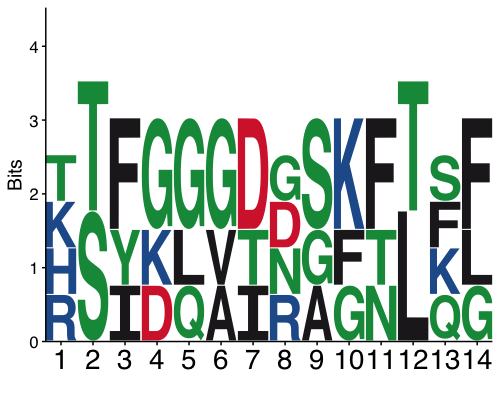 4
3
2
1
0
Bits
T T F G G G D G S K F T S F
K D F
H S Y K L V T N G F T L K L
R I D Q A I R A G N Q G
1 2 3 4 5 6 7 8 9 10 11 12 13 14